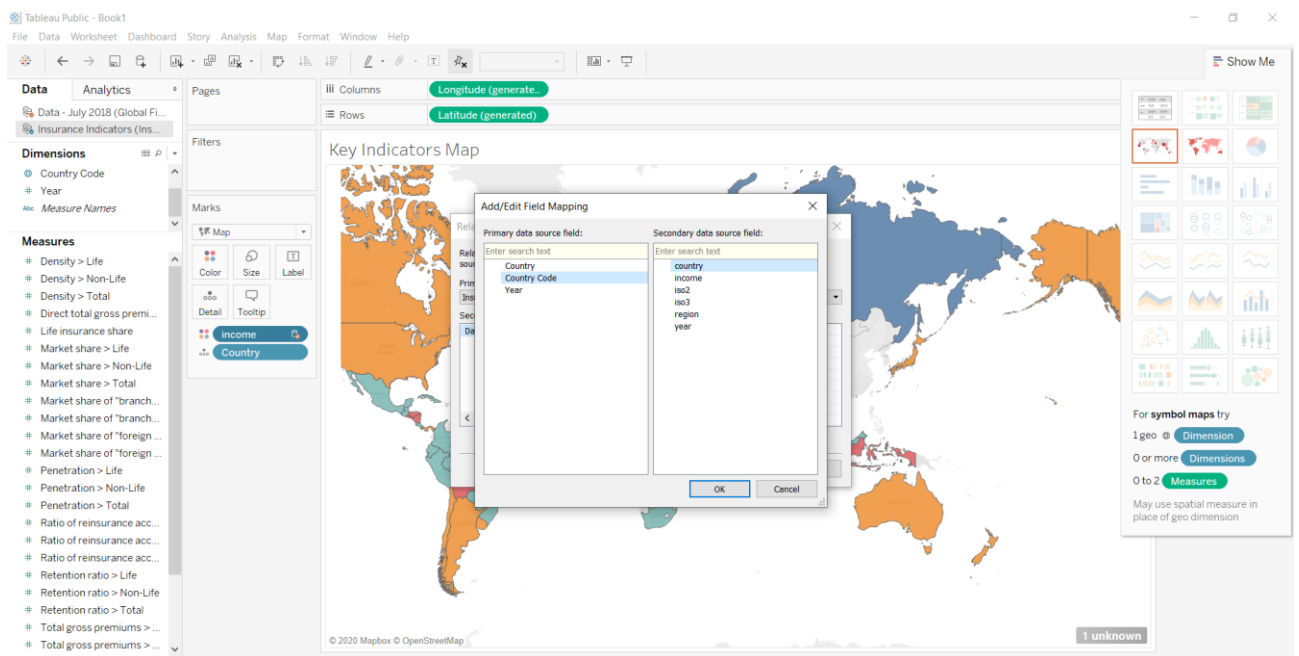 Tableau Public - Book1
File Data Worksheet Dashboard Story Analysis Map Format Window Help
Show Me
Data Analytics
Data - July 2018 (Global Fi...
Insurance Indicators (Ins...
Dimensions
Country Code
Year
Abc Measure Names
Measures
Density > Life
Density > Non-Life
Density > Total
Direct total gross premi...
Life insurance share
Market share > Life
Market share > Non-Life
Market share > Total
Market share of "branch...
Market share of "branch...
Market share of "foreign ...
Market share of "foreign ...
Penetration > Life
Penetration > Non-Life
Penetration > Total
Ratio of reinsurance acc...
Ratio of reinsurance acc...
Ratio of reinsurance acc...
Retention ratio > Life
Retention ratio > Non-Life
Retention ratio > Total
Total gross premiums > ...
Total gross premiums > ...
Pages
Filters
Marks
Map
Color Size Label
Detail Tooltip
income
Country
Columns Longitude (generate..
Rows Latitude (generated)
Key Indicators Map
Add/Edit Field Mapping
Primary data source field:
Enter search text
Country
Country Code
Year
Secondary data source field:
Enter search text
country
income
iso2
iso3
region
year
OK Cancel
© 2020 Mapbox © OpenStreetMap
1 unknown
For symbol maps try
1 geo Dimension
0 or more Dimensions
0 to 2 Measures
May use spatial measure in
place of geo dimension